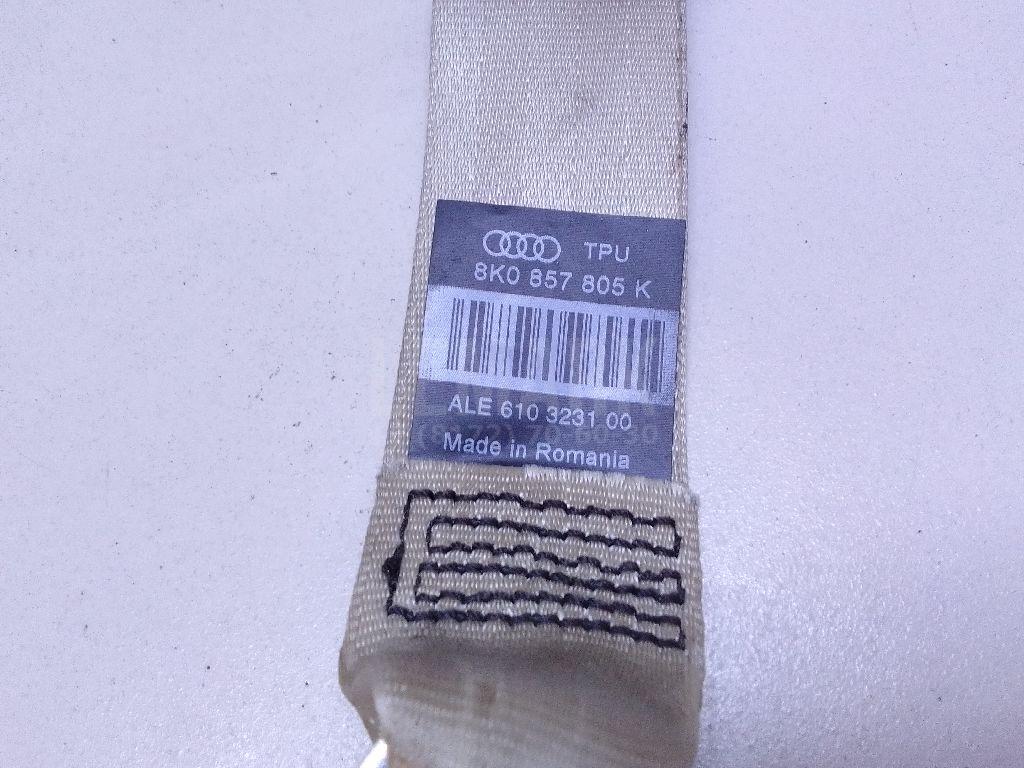 TPU
8K0 857 805 K
ALE 610 3231 00
Made in Romania